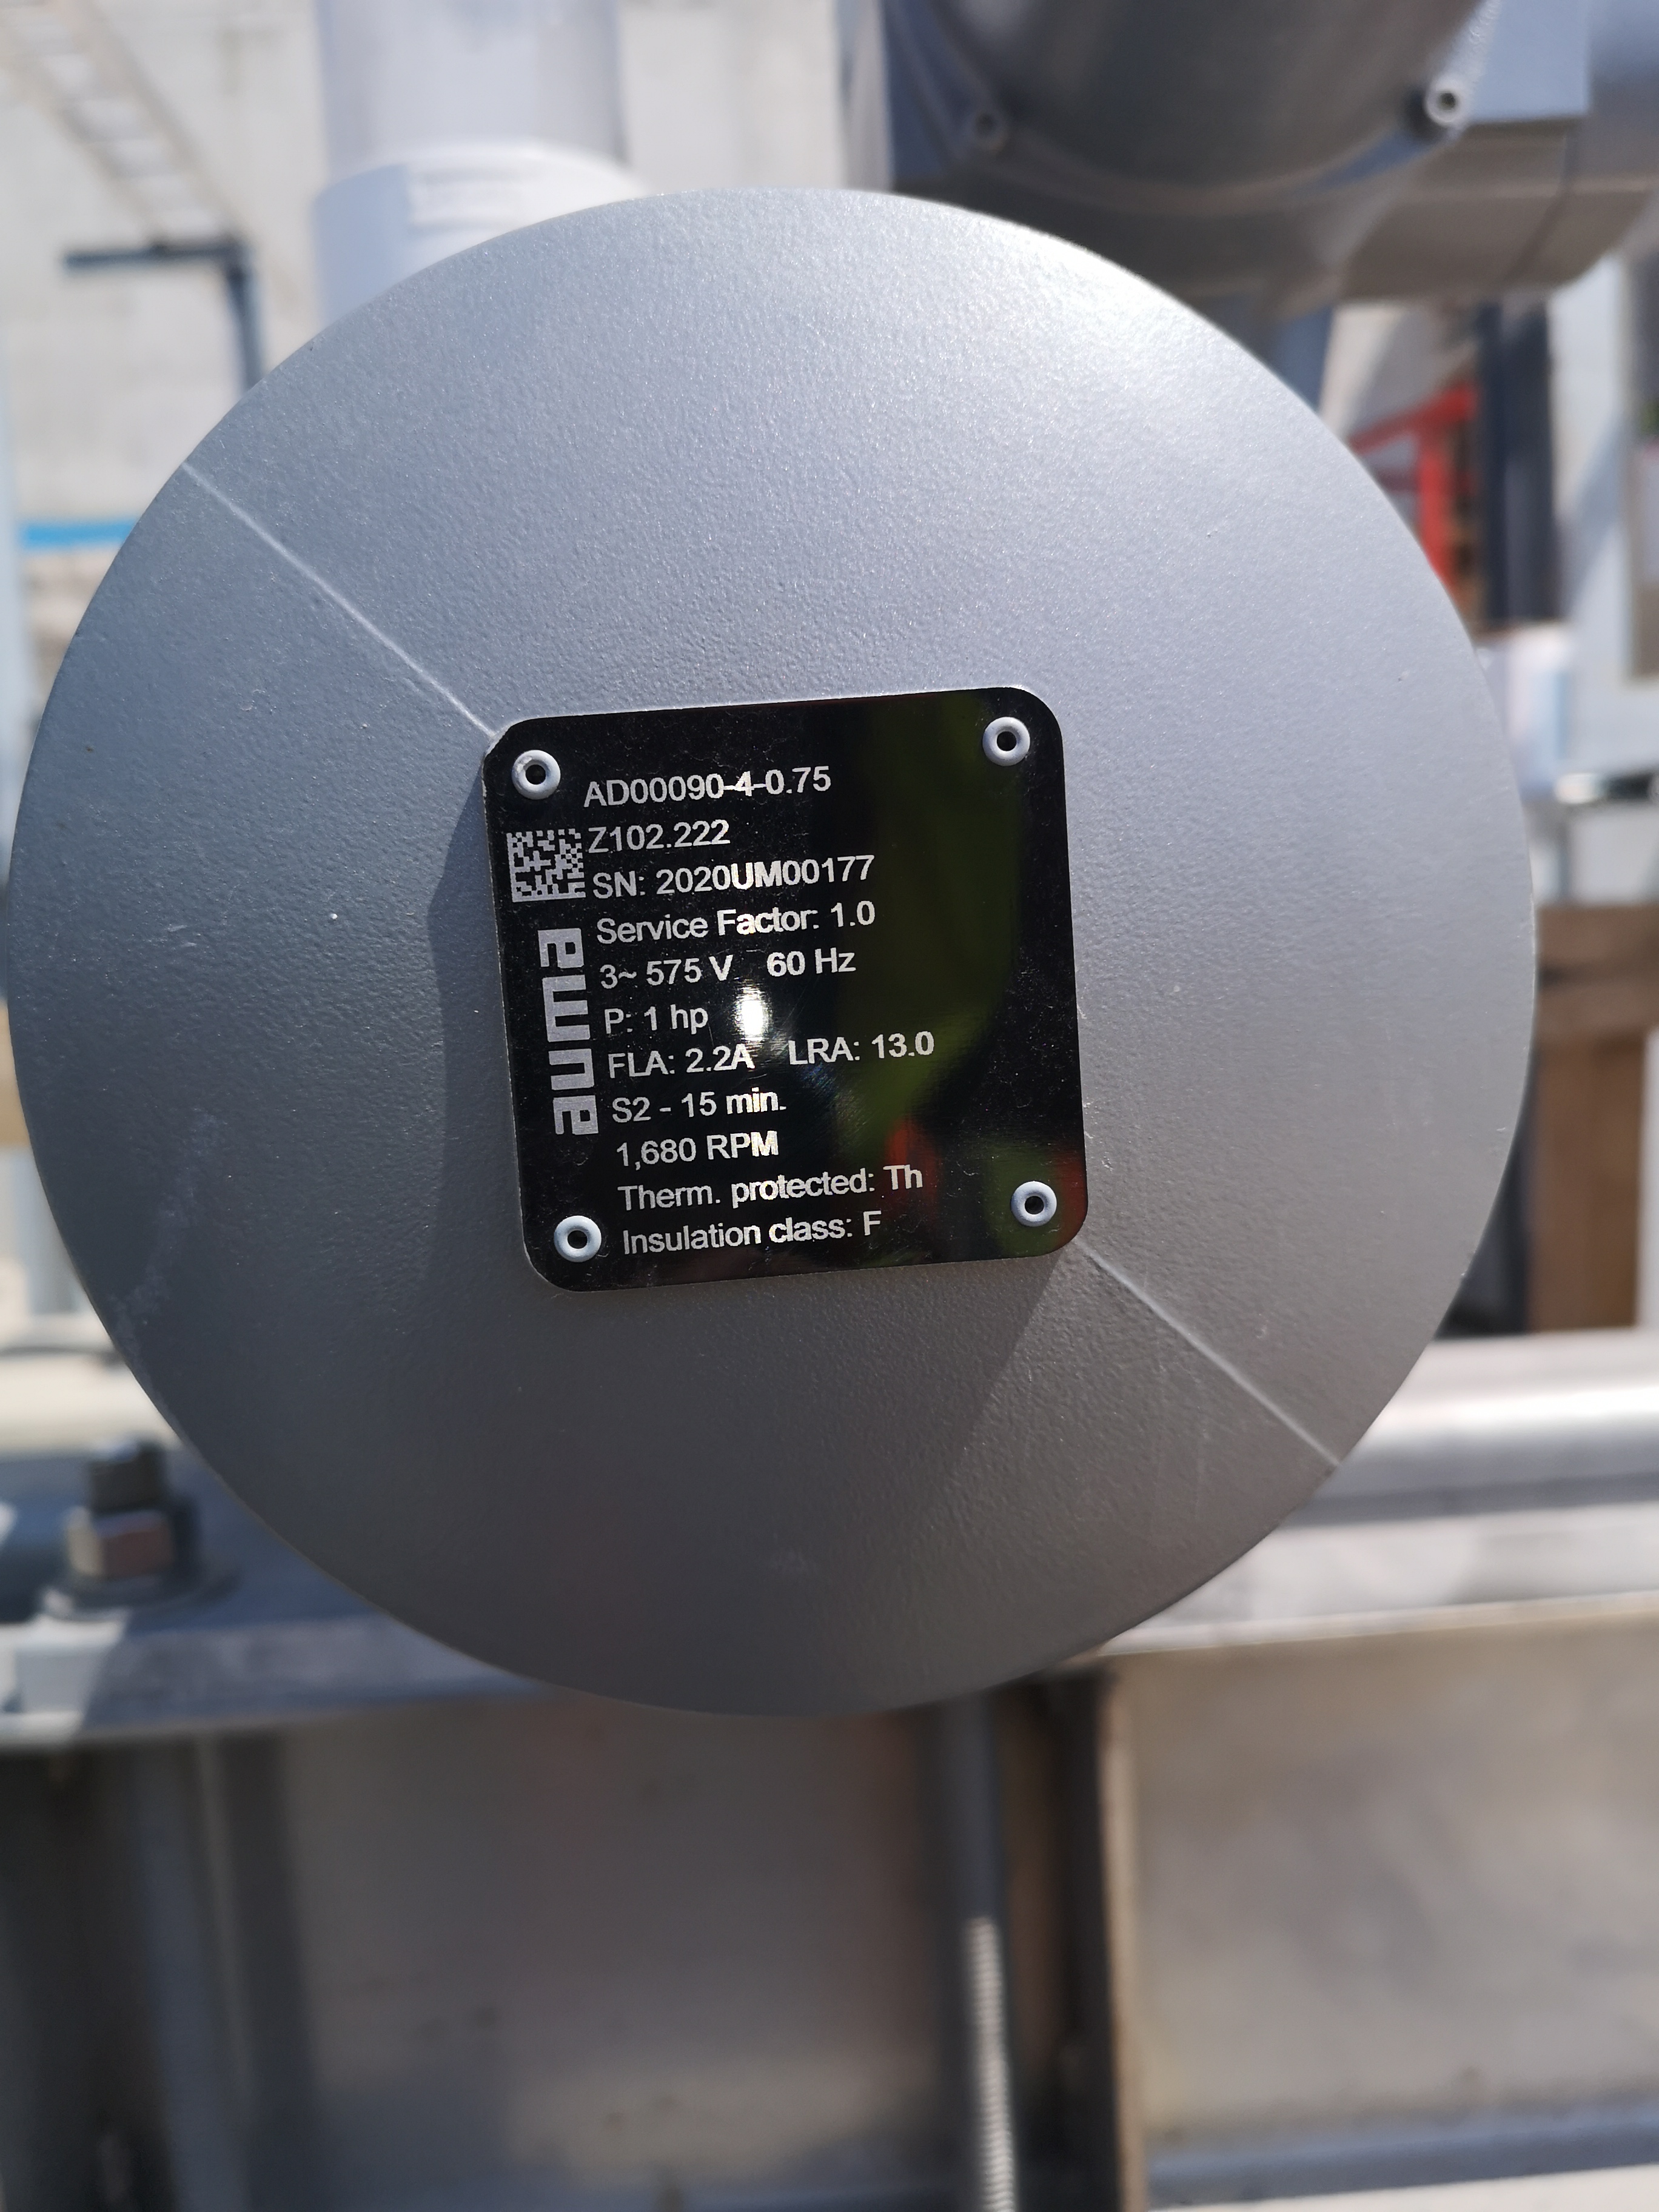 AD00090-4-0.75
Z102.222
SN: 2020UM00177
Service Factor: 1.0
3~ 575 V 60 Hz
P: 1 hp
FLA: 2.2A LRA: 13.0
S2 - 15 min.
1,680 RPM
Therm. protected: Th
Insulation class: F
auma